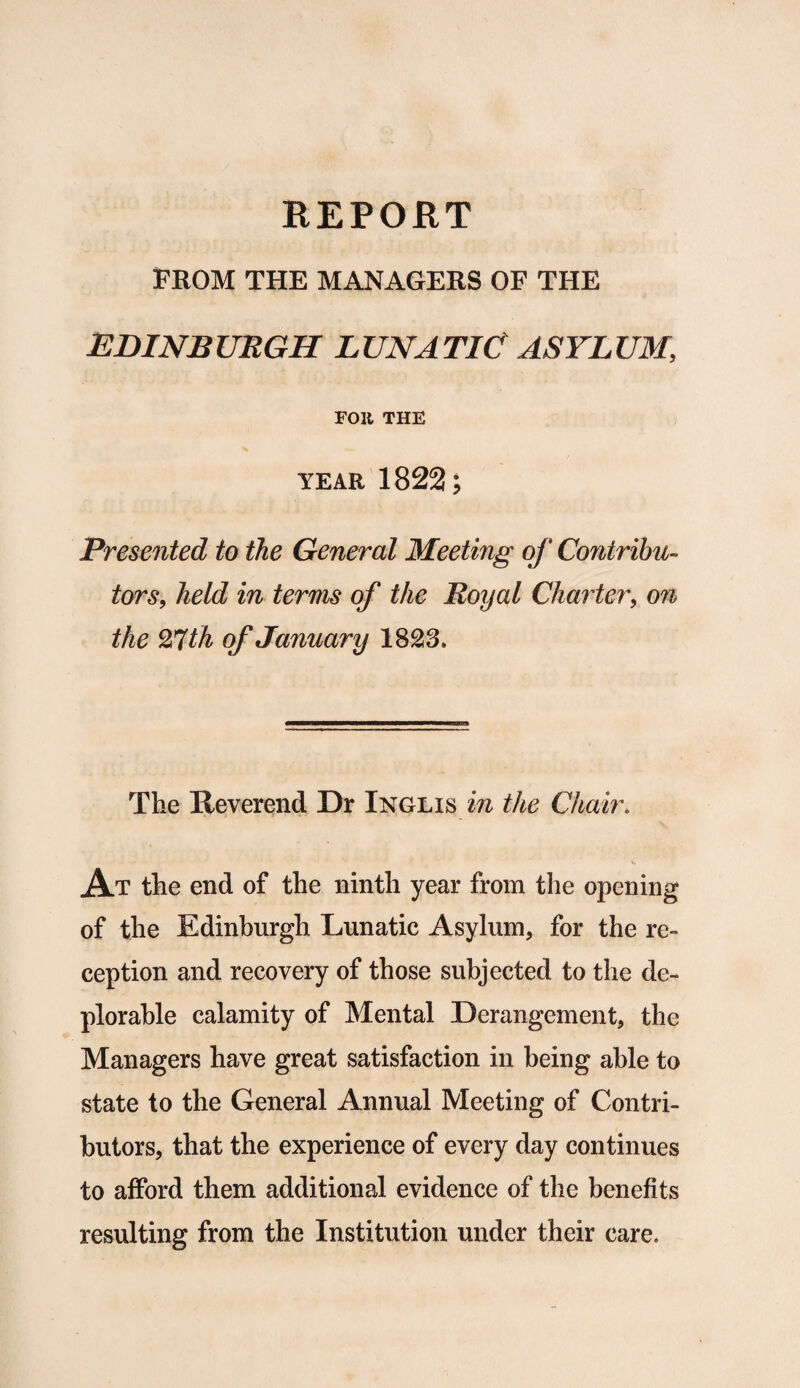 REPORT
FROM THE MANAGERS OF THE
EDINBURGH LUNATIC ASYLUM,
FOR THE
YEAR 1822;
Presented to the General Meeting of Contribu-
tors, held in terms of the Royal Charter, on
the 27th of January 1823.
The Reverend Dr INGLIS in the Chair.
At the end of the ninth year from the opening
of the Edinburgh Lunatic Asylum, for the re-
ception and recovery of those subjected to the de-
plorable calamity of Mental Derangement, the
Managers have great satisfaction in being able to
state to the General Annual Meeting of Contri-
butors, that the experience of every day continues
to afford them additional evidence of the benefits
resulting from the Institution under their care.